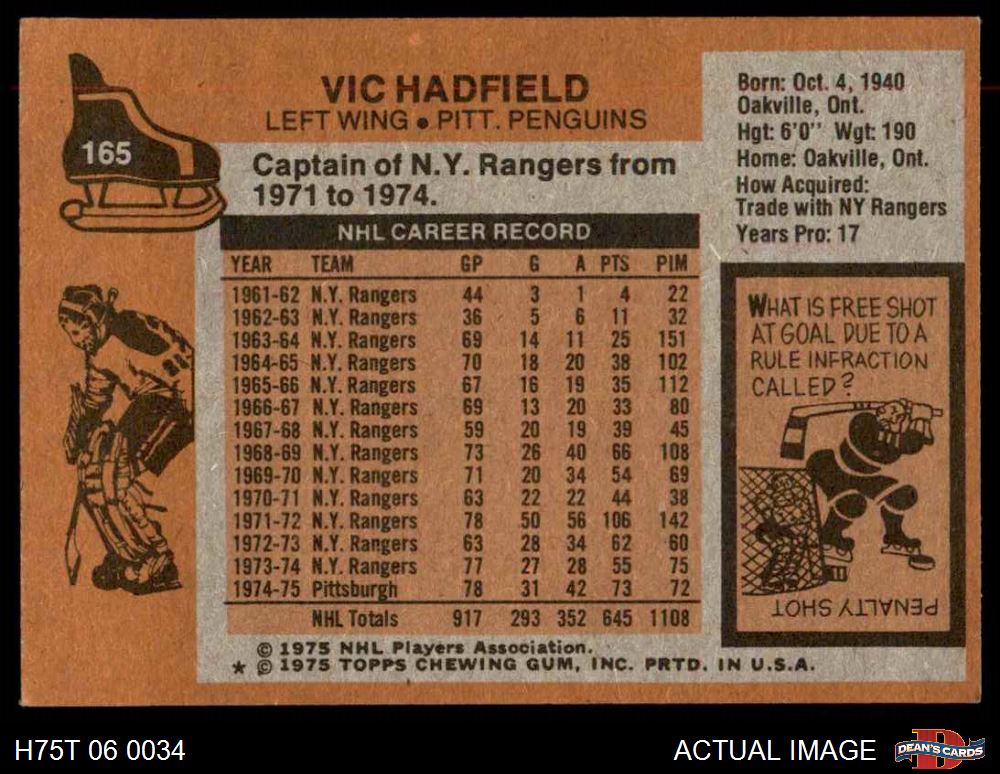 165
VIC HADFIELD
LEFT WING • PITT. PENGUINS
Captain of N.Y. Rangers from
1971 to 1974.
Born: Oct. 4, 1940
Oakville, Ont.
Hgt: 6'0" Wgt: 190
Home: Oakville, Ont.
How Acquired:
Trade with NY Rangers
Years Pro: 17
NHL CAREER RECORD
YEAR TEAM GP G A PTS PIM
1961-62 N.Y. Rangers 44 3 1 4 22
1962-63 N.Y. Rangers 36 5 6 11 32
1963-64 N.Y. Rangers 69 14 11 25 151
1964-65 N.Y. Rangers 70 18 20 38 102
1965-66 N.Y. Rangers 67 16 19 35 112
1966-67 N.Y. Rangers 69 13 20 33 80
1967-68 N.Y. Rangers 59 20 19 39 45
1968-69 N.Y. Rangers 73 26 40 66 108
1969-70 N.Y. Rangers 71 20 34 54 69
1970-71 N.Y. Rangers 63 22 22 44 38
1971-72 N.Y. Rangers 78 50 56 106 142
1972-73 N.Y. Rangers 63 28 34 62 60
1973-74 N.Y. Rangers 77 27 28 55 75
1974-75 Pittsburgh 78 31 42 73 72
NHL Totals 917 293 352 645 1108
© 1975 NHL Players Association.
★ © 1975 TOPPS CHEWING GUM, INC. PRTD. IN U.S.A.
WHAT IS FREE SHOT
AT GOAL DUE TO A
RULE INFRACTION
CALLED?
PENALTY SHOT
H75T 06 0034
ACTUAL IMAGE
D
DEAN'S CARDS